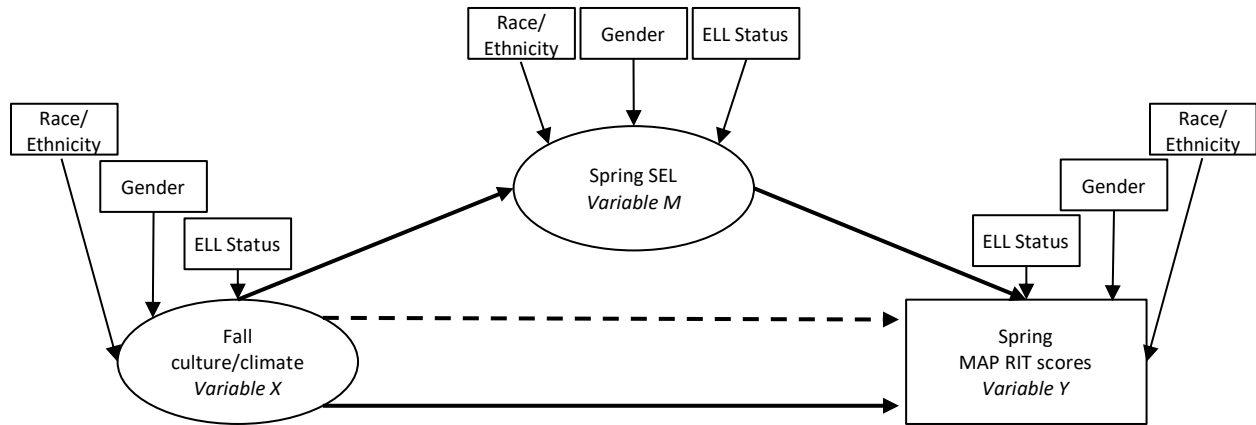 Race/
Ethnicity
Gender
ELL Status
Race/
Ethnicity
Gender
ELL Status
Spring SEL
Variable M
Race/
Ethnicity
Gender
ELL Status
Fall
culture/climate
Variable X
Spring
MAP RIT scores
Variable Y